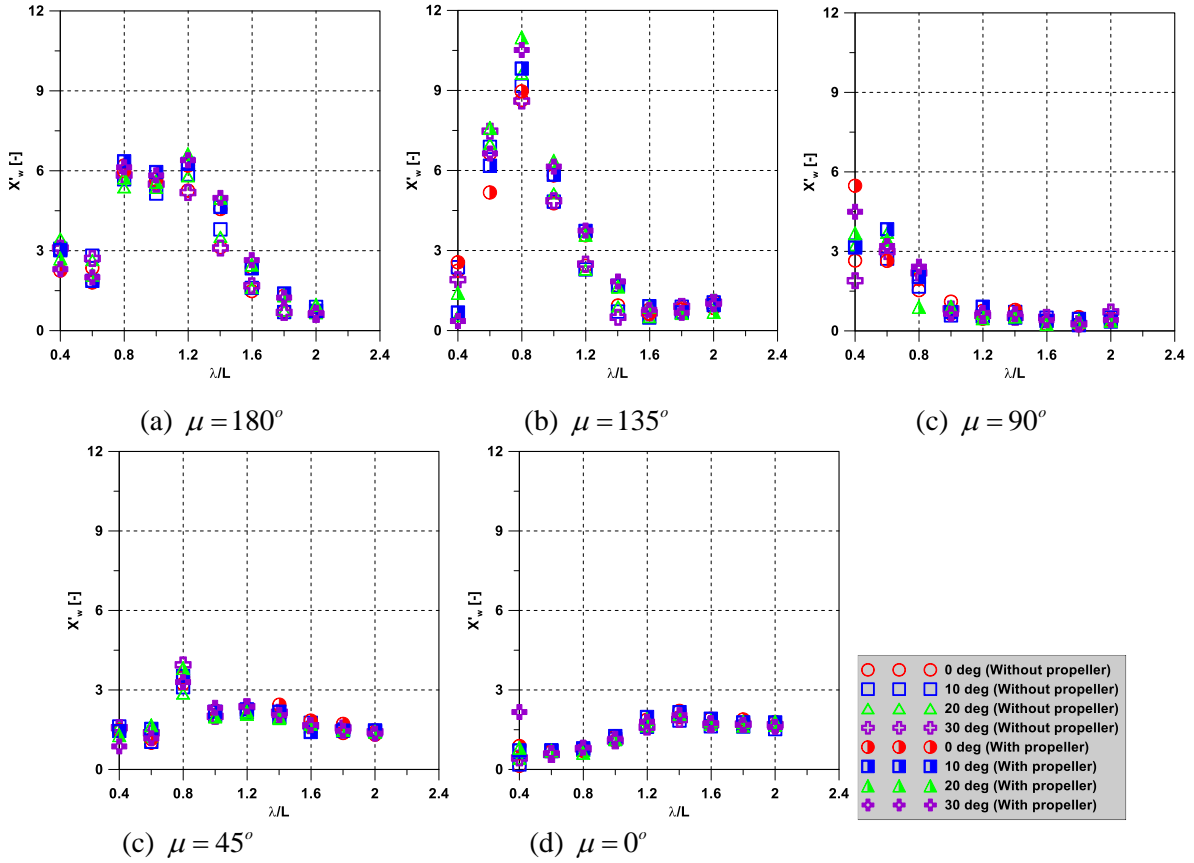 12
9
6
3
0
X'w [-]
0.4 0.8 1.2 1.6 2 2.4
λ/L
(a) μ = 180°
12
9
6
3
0
X'w [-]
0.4 0.8 1.2 1.6 2 2.4
λ/L
(b) μ = 135°
12
9
6
3
0
X'w [-]
0.4 0.8 1.2 1.6 2 2.4
λ/L
(c) μ = 90°
12
9
6
3
0
X'w [-]
0.4 0.8 1.2 1.6 2 2.4
λ/L
(c) μ = 45°
12
9
6
3
0
X'w [-]
0.4 0.8 1.2 1.6 2 2.4
λ/L
(d) μ = 0°
0 deg (Without propeller)
10 deg (Without propeller)
20 deg (Without propeller)
30 deg (Without propeller)
0 deg (With propeller)
10 deg (With propeller)
20 deg (With propeller)
30 deg (With propeller)